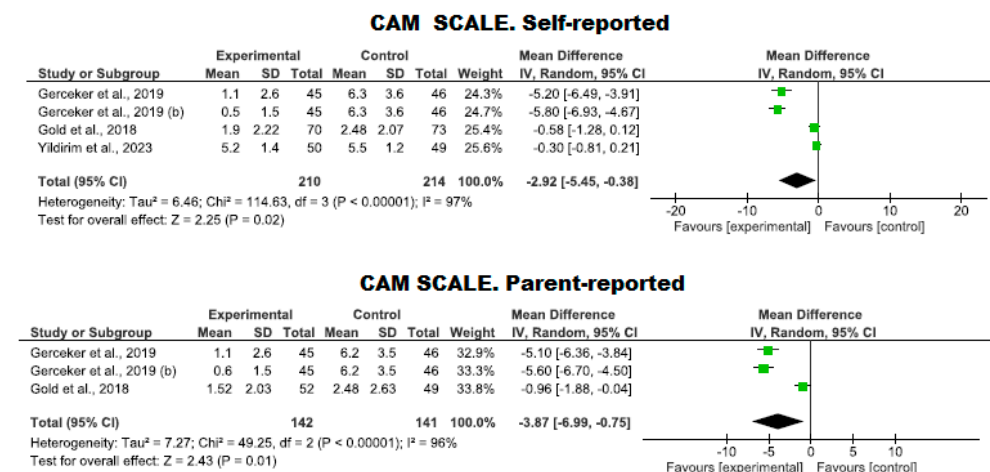 CAM SCALE. Self-reported
Experimental Control Mean Difference Mean Difference
Study or Subgroup Mean SD Total Mean SD Total Weight IV, Random, 95% CI IV, Random, 95% CI
Gerceker et al., 2019 1.1 2.6 45 6.3 3.6 46 24.3% -5.20 [-6.49, -3.91]
Gerceker et al., 2019 (b) 0.5 1.5 45 6.3 3.6 46 24.7% -5.80 [-6.93, -4.67]
Gold et al., 2018 1.9 2.22 70 2.48 2.07 73 25.4% -0.58 [-1.28, 0.12]
Yildirim et al., 2023 5.2 1.4 50 5.5 1.2 49 25.6% -0.30 [-0.81, 0.21]
Total (95% CI) 210 214 100.0% -2.92 [-5.45, -0.38]
Heterogeneity: Tau² = 6.46; Chi² = 114.63, df = 3 (P < 0.00001); I² = 97%
Test for overall effect: Z = 2.25 (P = 0.02)
-20 -10 0 10 20
Favours [experimental] Favours [control]
CAM SCALE. Parent-reported
Experimental Control Mean Difference Mean Difference
Study or Subgroup Mean SD Total Mean SD Total Weight IV, Random, 95% CI IV, Random, 95% CI
Gerceker et al., 2019 1.1 2.6 45 6.2 3.5 46 32.9% -5.10 [-6.36, -3.84]
Gerceker et al., 2019 (b) 0.6 1.5 45 6.2 3.5 46 33.3% -5.60 [-6.70, -4.50]
Gold et al., 2018 1.52 2.03 52 2.48 2.63 49 33.8% -0.96 [-1.88, -0.04]
Total (95% CI) 142 141 100.0% -3.87 [-6.99, -0.75]
Heterogeneity: Tau² = 7.27; Chi² = 49.25, df = 2 (P < 0.00001); I² = 96%
Test for overall effect: Z = 2.43 (P = 0.01)
-10 -5 0 5 10
Favours [experimental] Favours [control]